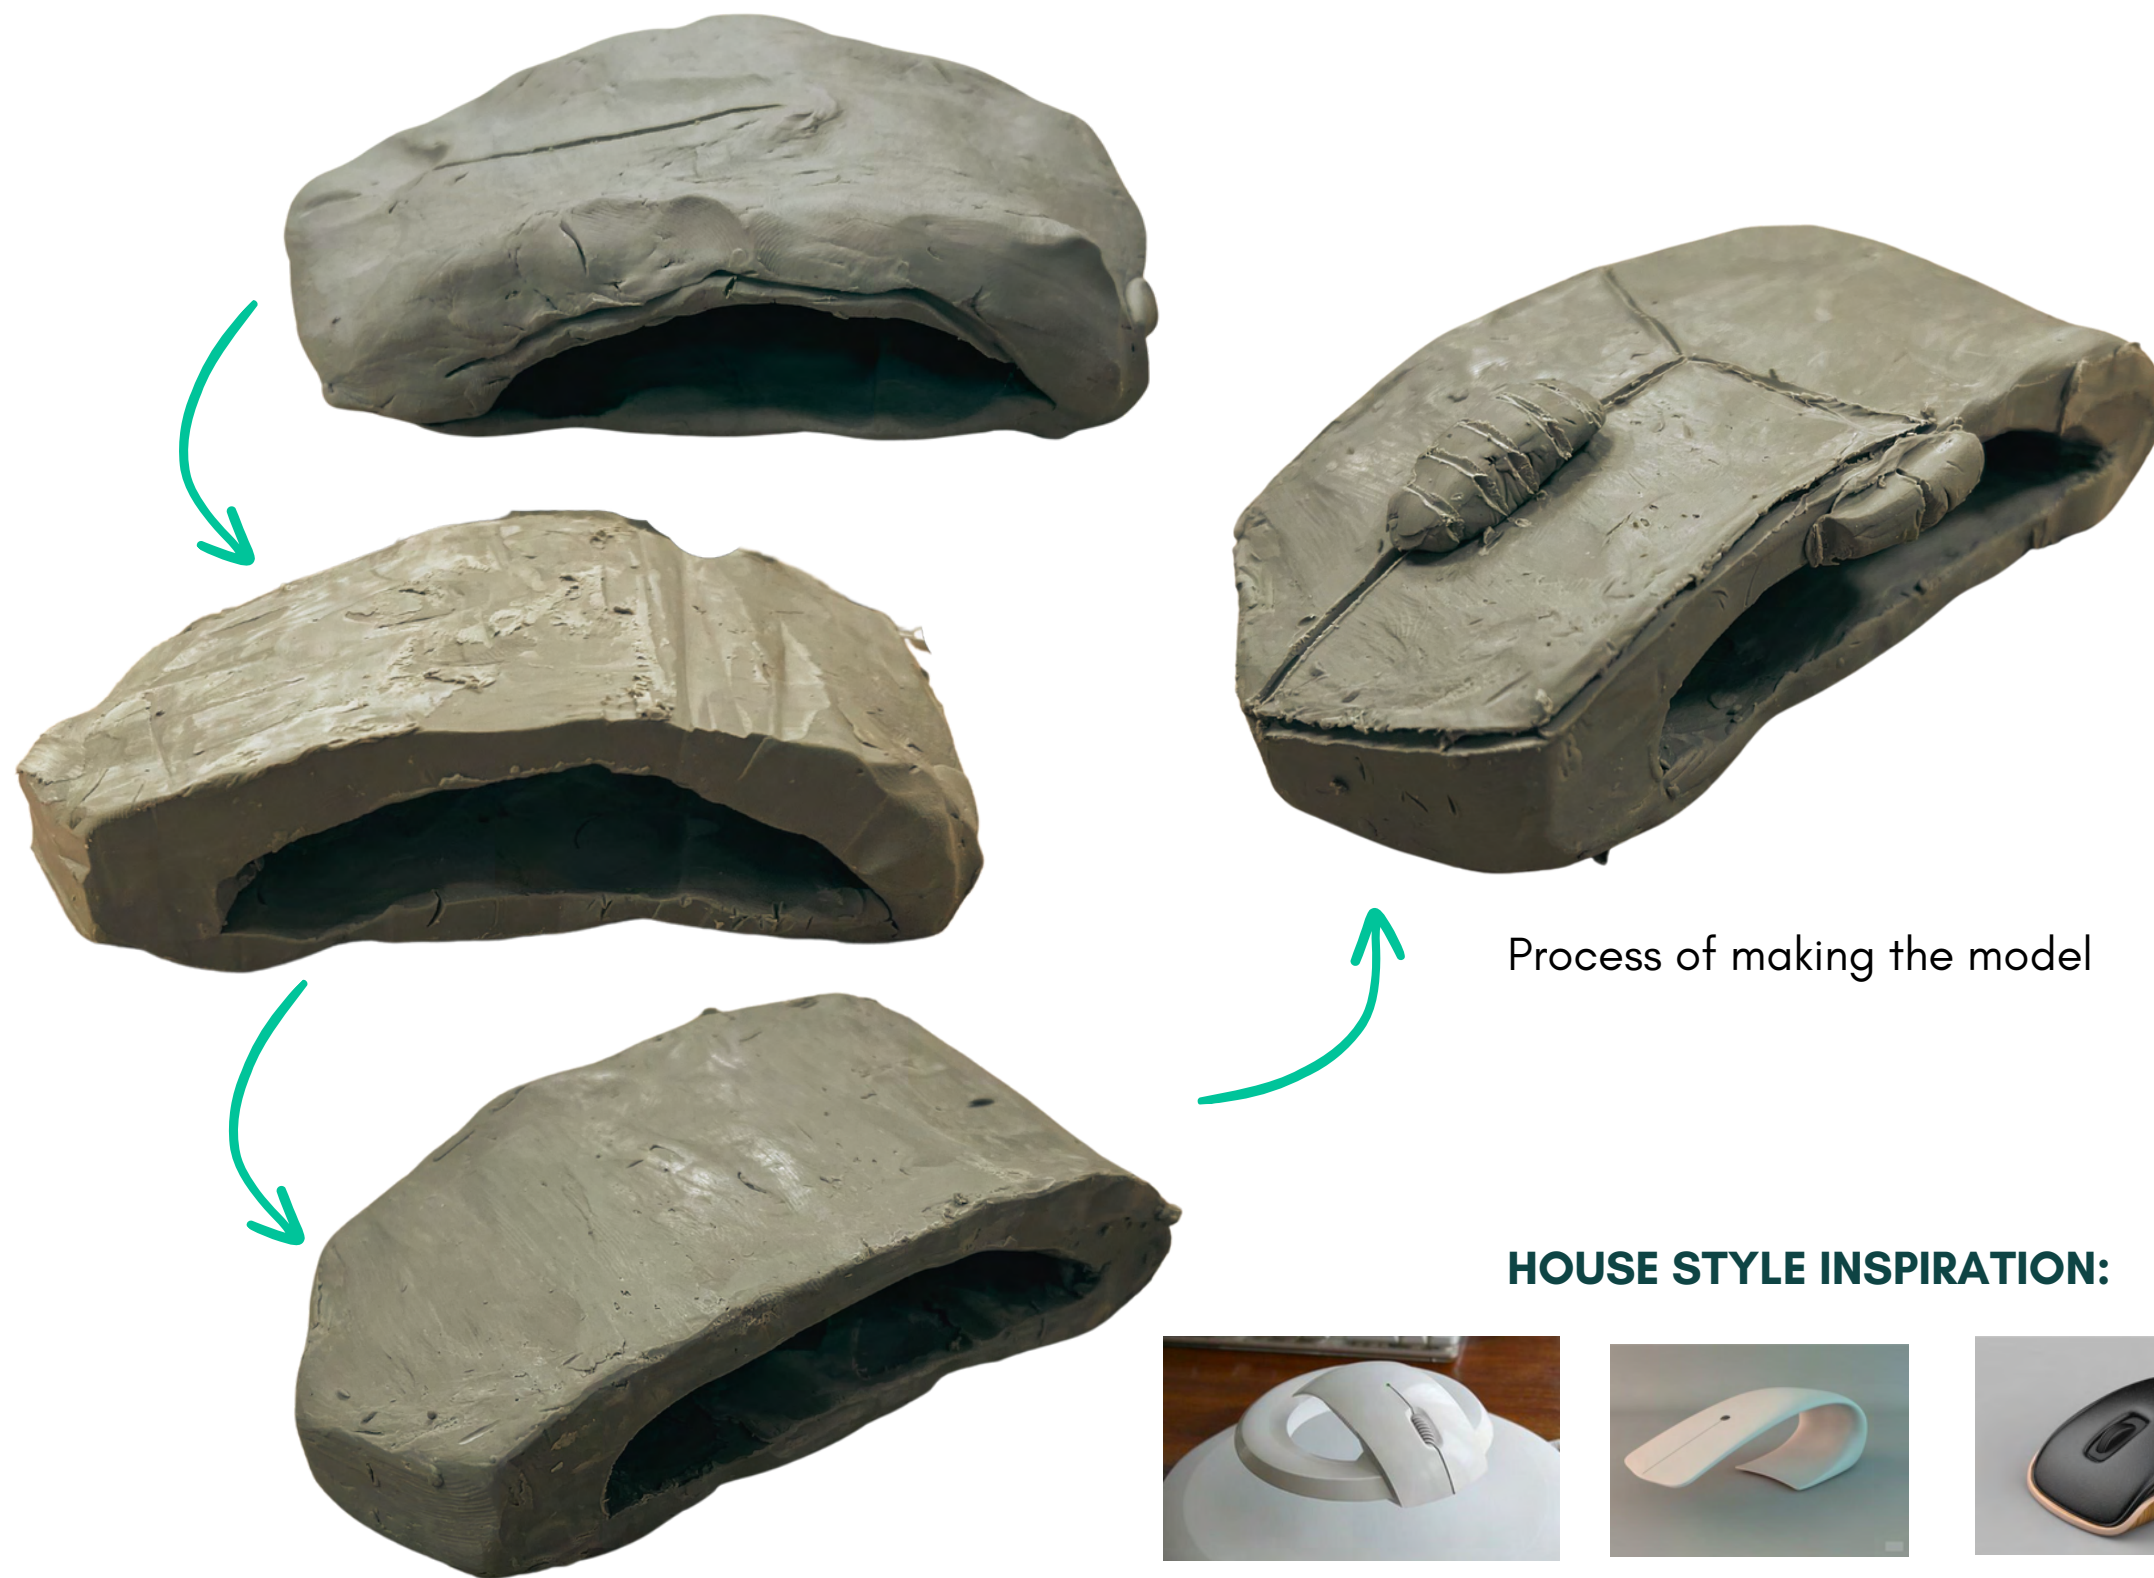 Process of making the model
HOUSE STYLE INSPIRATION: